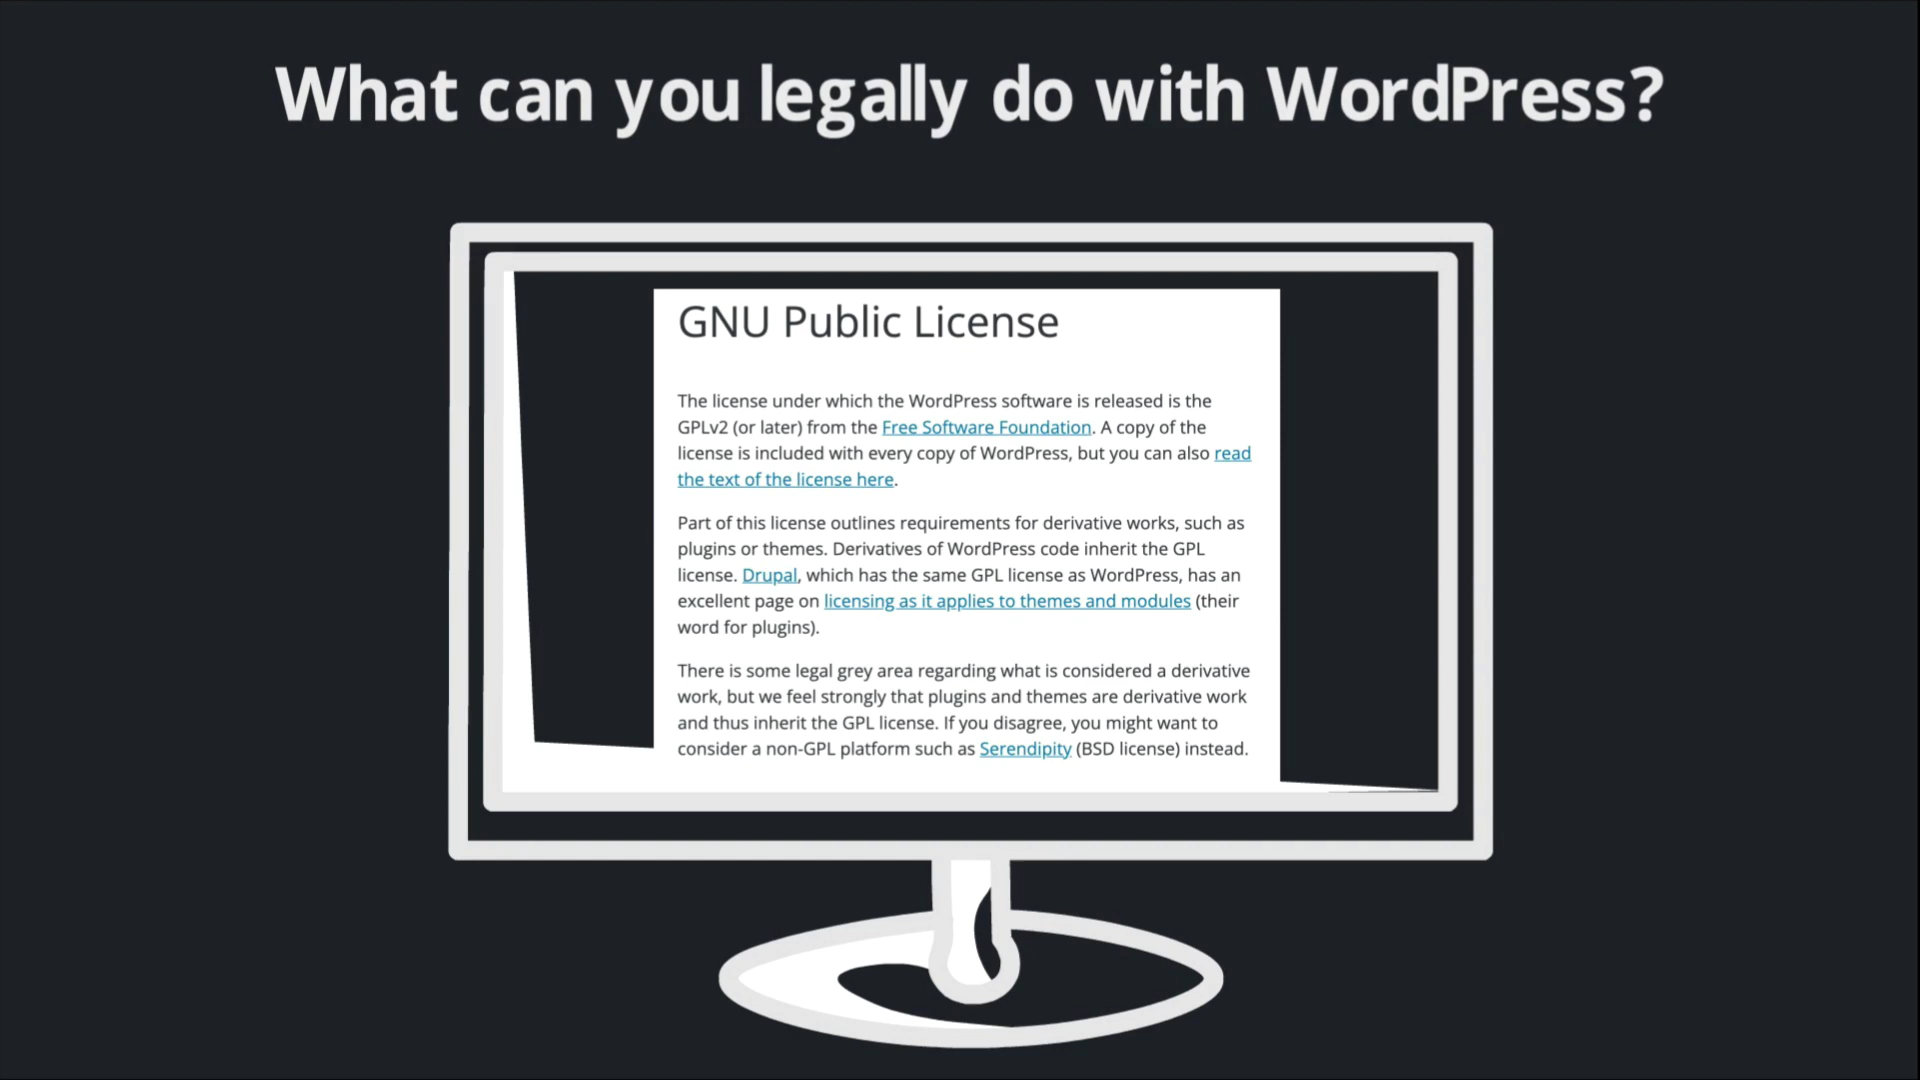 What can you legally do with WordPress?
GNU Public License
The license under which the WordPress software is released is the
GPLv2 (or later) from the Free Software Foundation. A copy of the
license is included with every copy of WordPress, but you can also read
the text of the license here.
Part of this license outlines requirements for derivative works, such as
plugins or themes. Derivatives of WordPress code inherit the GPL
license. Drupal, which has the same GPL license as WordPress, has an
excellent page on licensing as it applies to themes and modules (their
word for plugins).
There is some legal grey area regarding what is considered a derivative
work, but we feel strongly that plugins and themes are derivative work
and thus inherit the GPL license. If you disagree, you might want to
consider a non-GPL platform such as Serendipity (BSD license) instead.